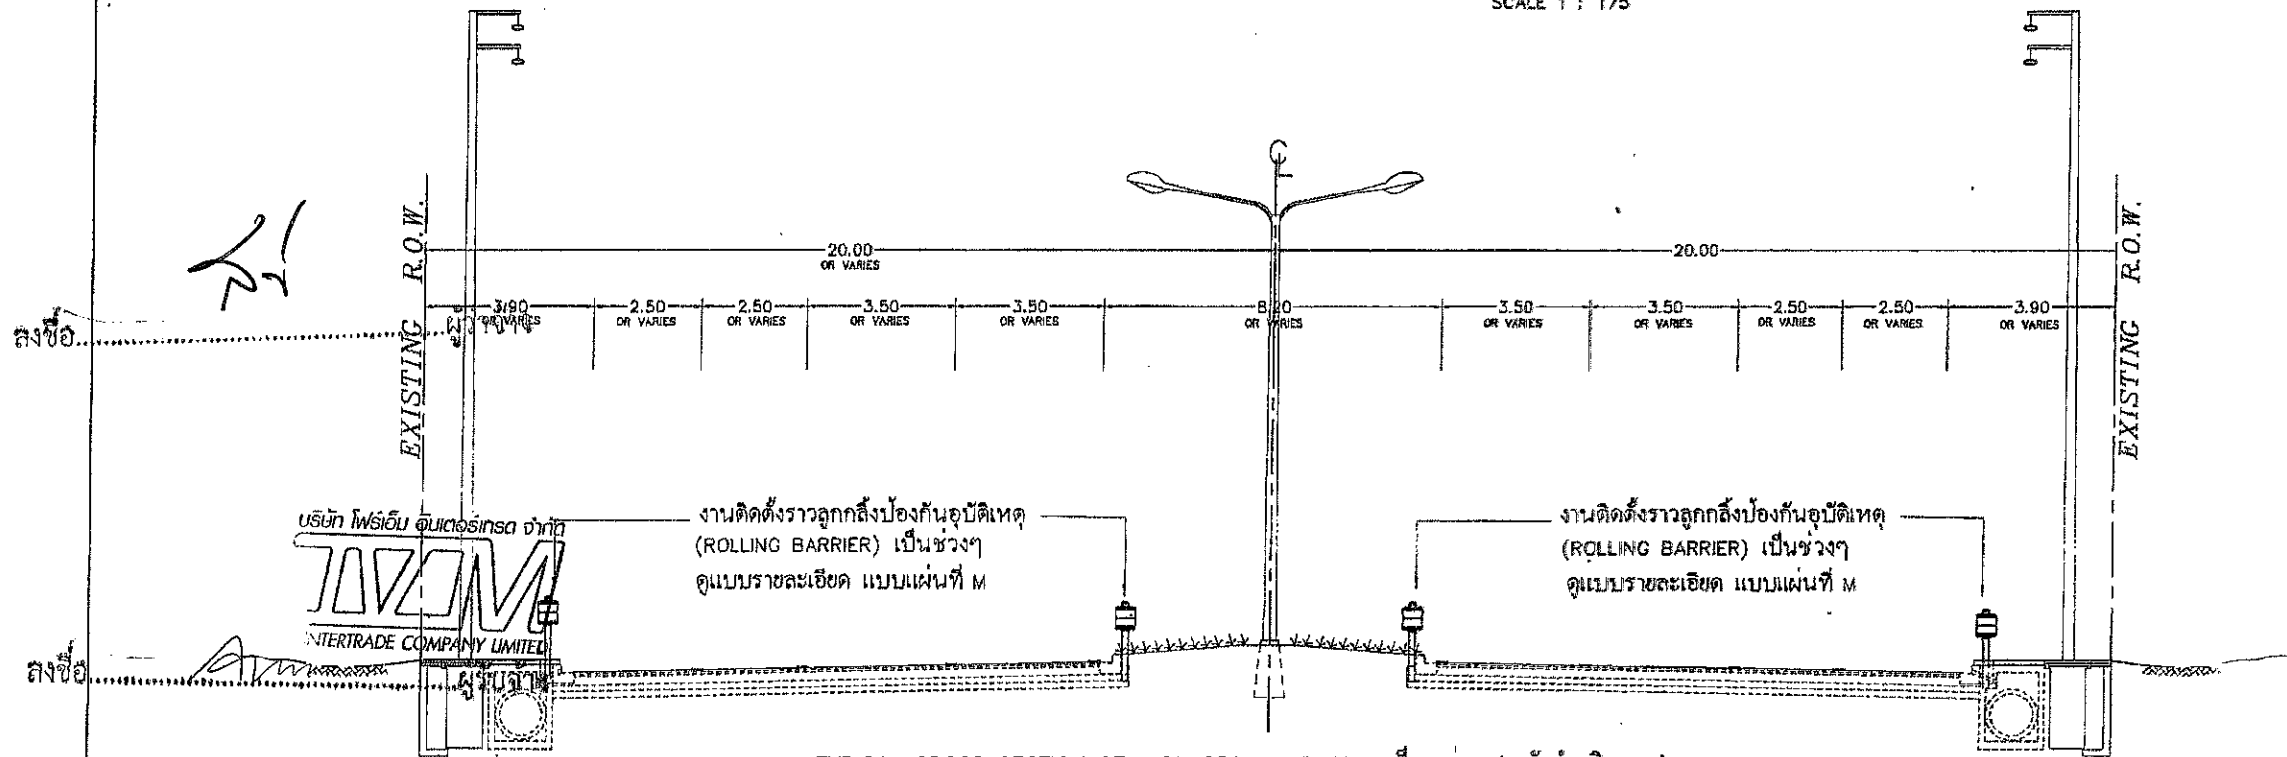 SCALE 1 : 175
EXISTING R.O.W.
20.00
OR VARIES
20.00
EXISTING R.O.W.
3.90
OR VARIES
2.50
OR VARIES
2.50
OR VARIES
3.50
OR VARIES
3.50
OR VARIES
OR VARIES
3.50
OR VARIES
3.50
OR VARIES
2.50
OR VARIES
2.50
OR VARIES
3.90
OR VARIES
ลงชื่อ ผู้ว่าจ้าง
งานติดตั้งราวลูกกลิ้งป้องกันอุบัติเหตุ
(ROLLING BARRIER) เป็นช่วงๆ
ดูแบบรายละเอียด แบบแผ่นที่ M
งานติดตั้งราวลูกกลิ้งป้องกันอุบัติเหตุ
(ROLLING BARRIER) เป็นช่วงๆ
ดูแบบรายละเอียด แบบแผ่นที่ M
บริษัท โฟร์เอ็ม อินเตอร์เทรด จำกัด
INTERTRADE COMPANY LIMITED
ลงชื่อ ผู้รับจ้าง